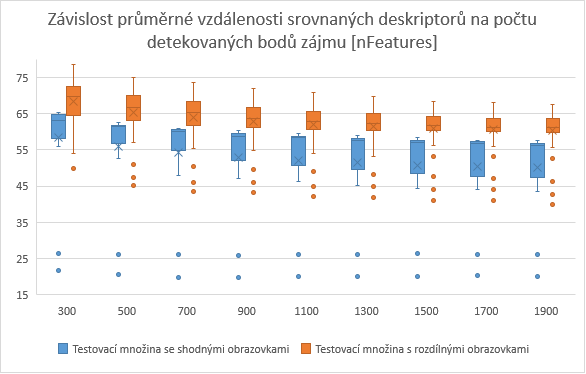 Závislost průměrné vzdálenosti srovnaných deskriptorů na počtu
detekovaných bodů zájmu [nFeatures]
75
65
55
45
35
25
15
300 500 700 900 1100 1300 1500 1700 1900
Testovací množina se shodnými obrazovkami Testovací množina s rozdílnými obrazovkami